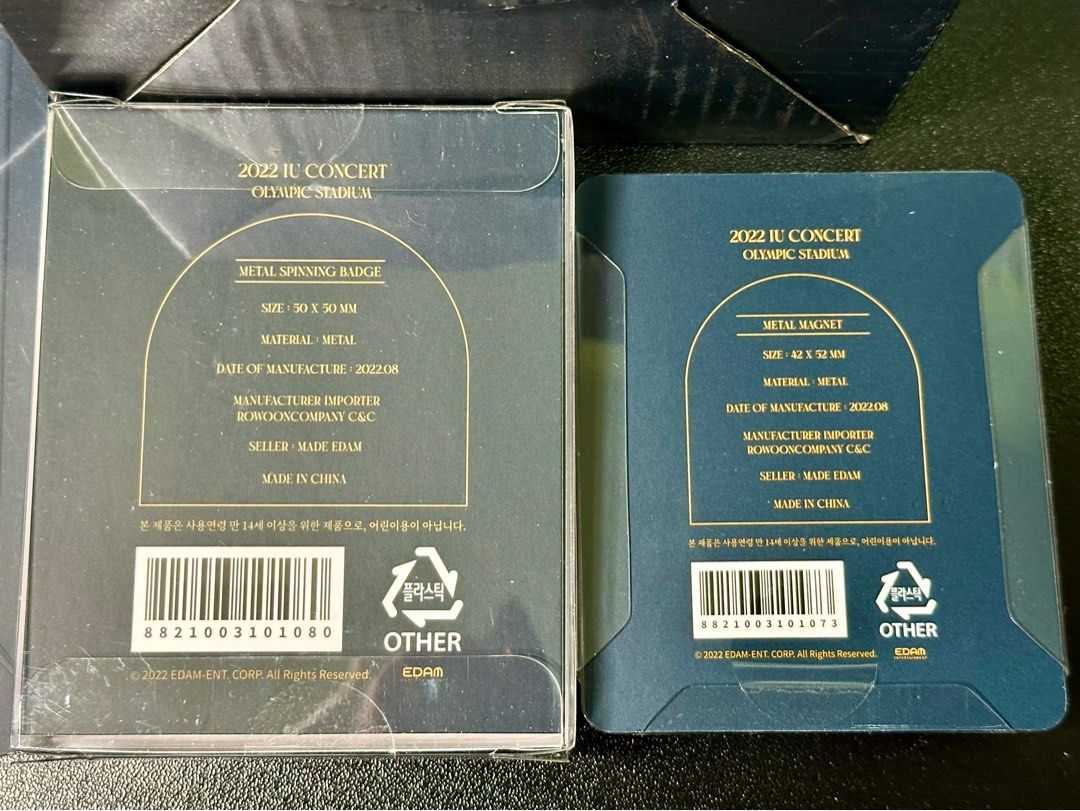 2022 IU CONCERT
OLYMPIC STADIUM
METAL SPINNING BADGE
SIZE : 50 X 50 MM
MATERIAL : METAL
DATE OF MANUFACTURE : 2022.08
MANUFACTURER IMPORTER
ROWOONCOMPANY C&C
SELLER : MADE EDAM
MADE IN CHINA
본 제품은 사용연령 만 14세 이상을 위한 제품으로, 어린이용이 아닙니다.
8821003101080
플라스틱
OTHER
© 2022 EDAM-ENT. CORP. All Rights Reserved.
EDAM
2022 IU CONCERT
OLYMPIC STADIUM
METAL MAGNET
SIZE : 42 X 52 MM
MATERIAL : METAL
DATE OF MANUFACTURE : 2022.08
MANUFACTURER IMPORTER
ROWOONCOMPANY C&C
SELLER : MADE EDAM
MADE IN CHINA
본 제품은 사용연령 만 14세 이상을 위한 제품으로, 어린이용이 아닙니다.
8821003101073
플라스틱
OTHER
© 2022 EDAM-ENT. CORP. All Rights Reserved.
EDAM
ENTERTAINMENT